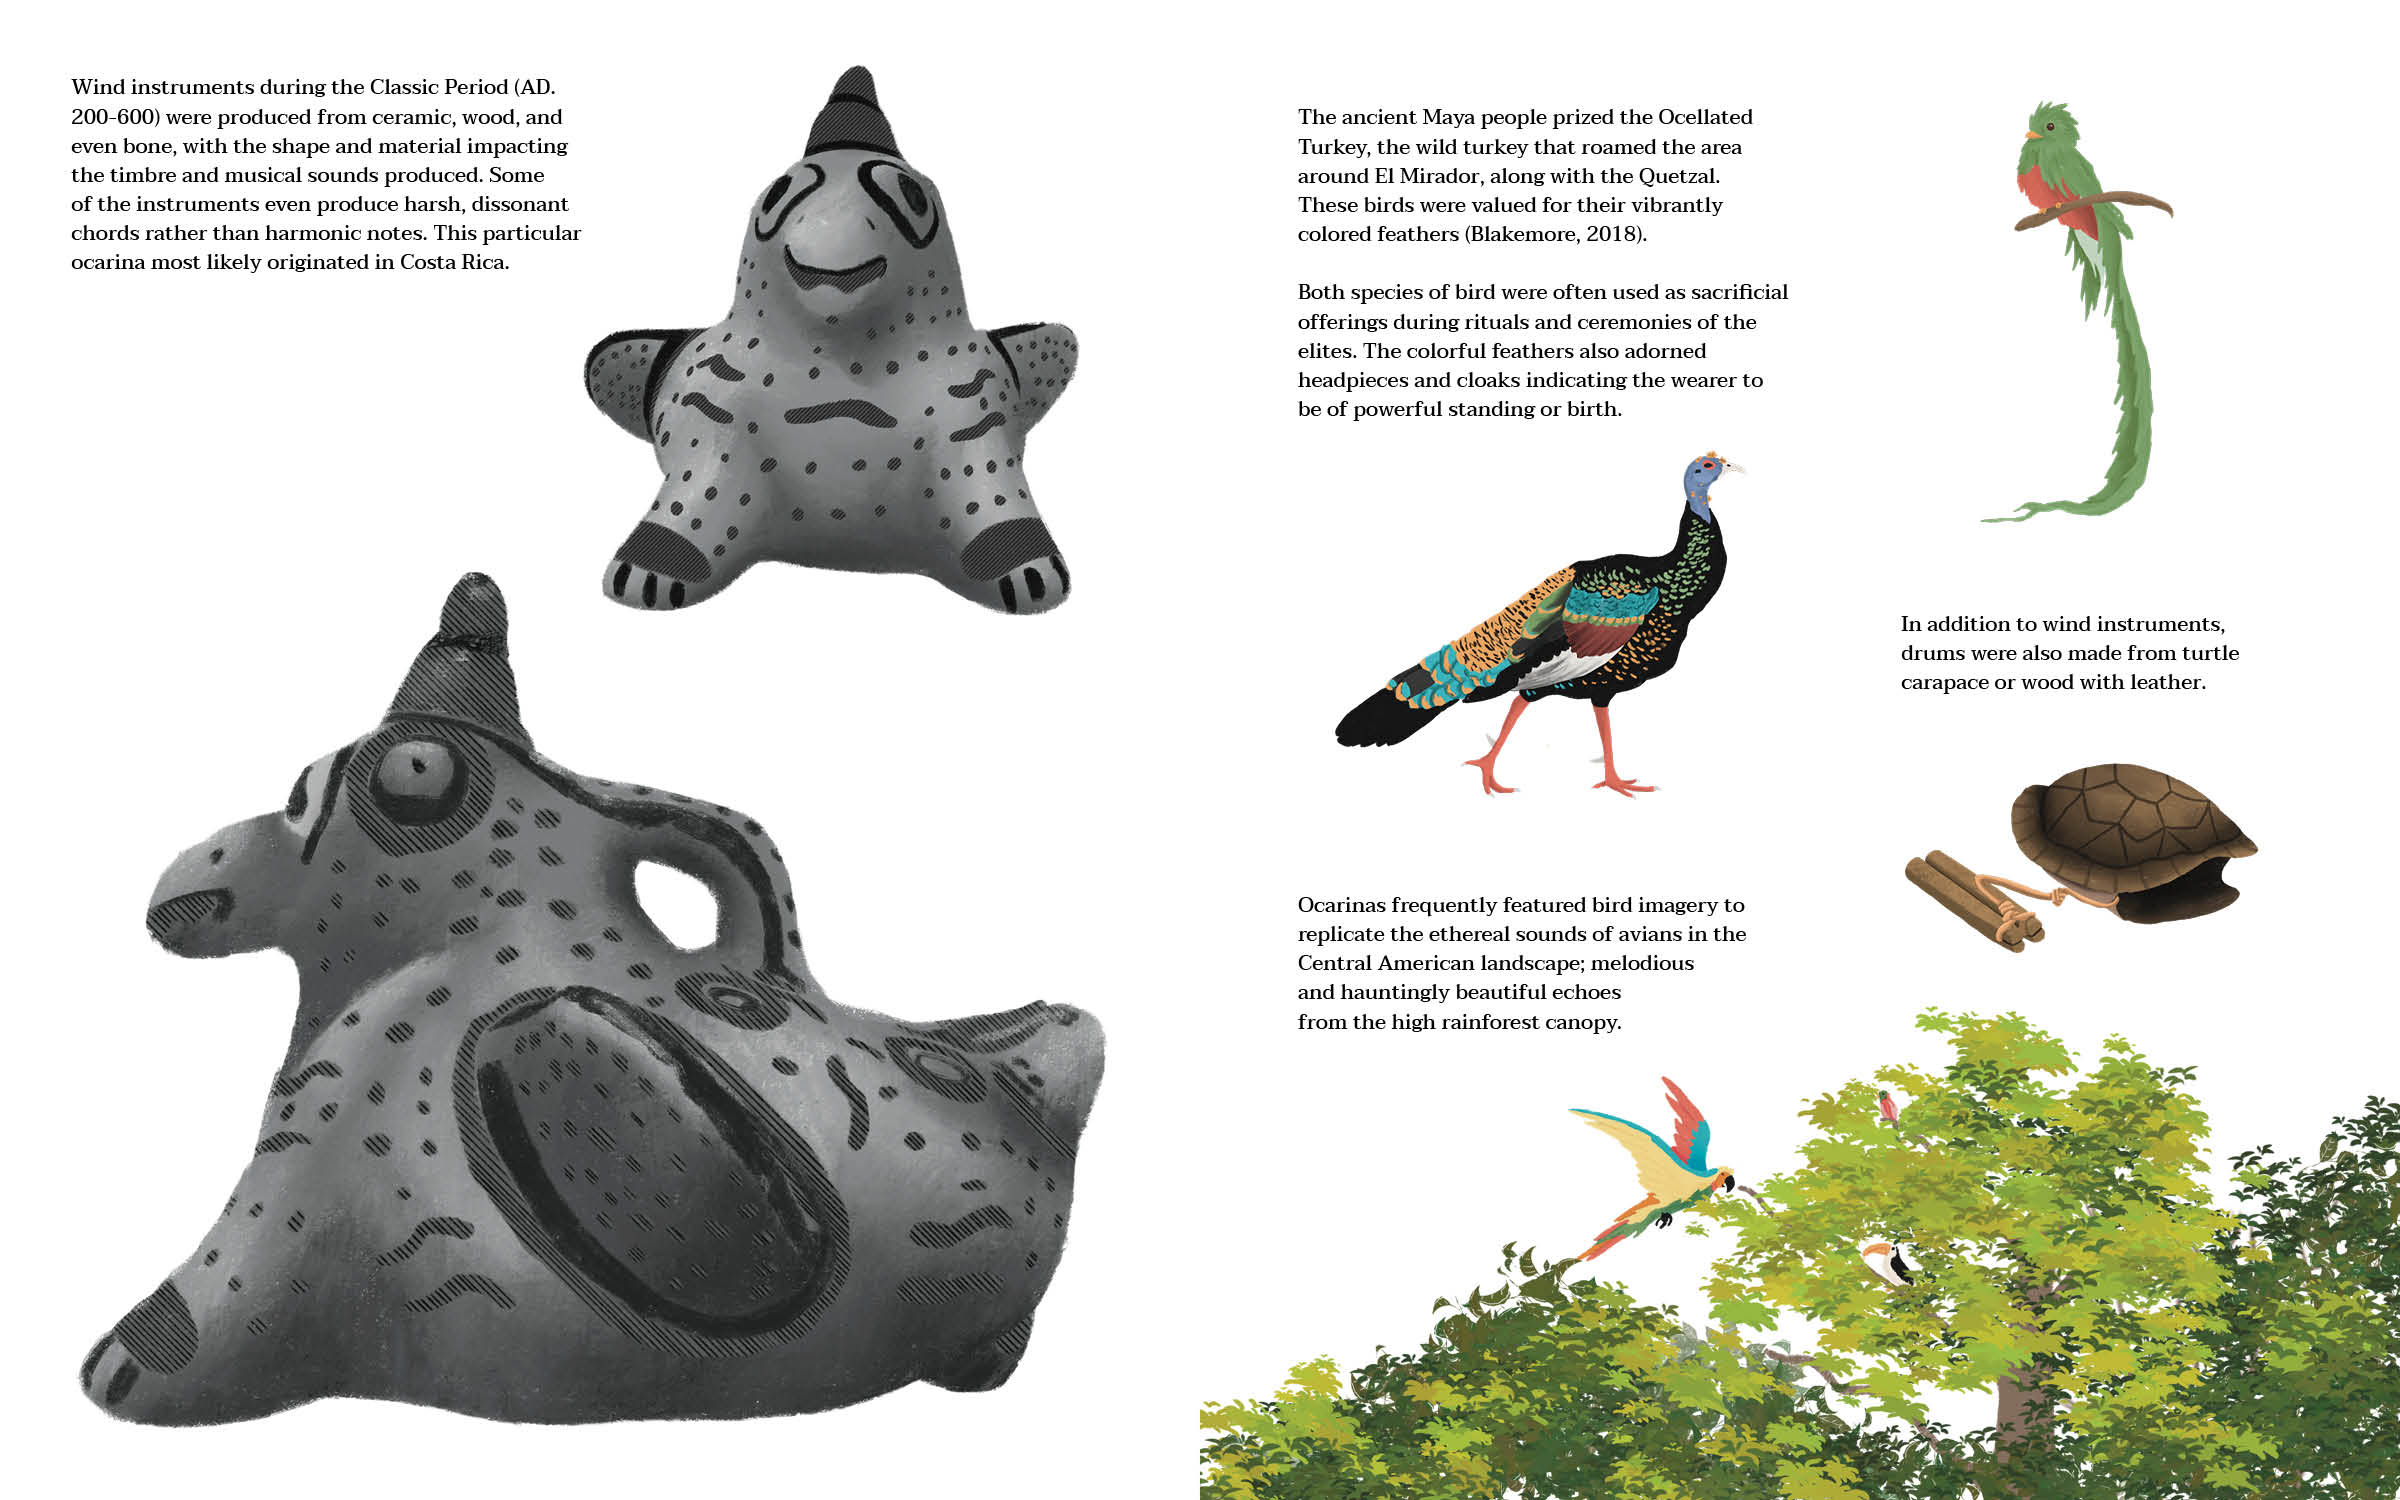 Wind instruments during the Classic Period (AD.
200-600) were produced from ceramic, wood, and
even bone, with the shape and material impacting
the timbre and musical sounds produced. Some
of the instruments even produce harsh, dissonant
chords rather than harmonic notes. This particular
ocarina most likely originated in Costa Rica.
The ancient Maya people prized the Ocellated
Turkey, the wild turkey that roamed the area
around El Mirador, along with the Quetzal.
These birds were valued for their vibrantly
colored feathers (Blakemore, 2018).
Both species of bird were often used as sacrificial
offerings during rituals and ceremonies of the
elites. The colorful feathers also adorned
headpieces and cloaks indicating the wearer to
be of powerful standing or birth.
In addition to wind instruments,
drums were also made from turtle
carapace or wood with leather.
Ocarinas frequently featured bird imagery to
replicate the ethereal sounds of avians in the
Central American landscape; melodious
and hauntingly beautiful echoes
from the high rainforest canopy.